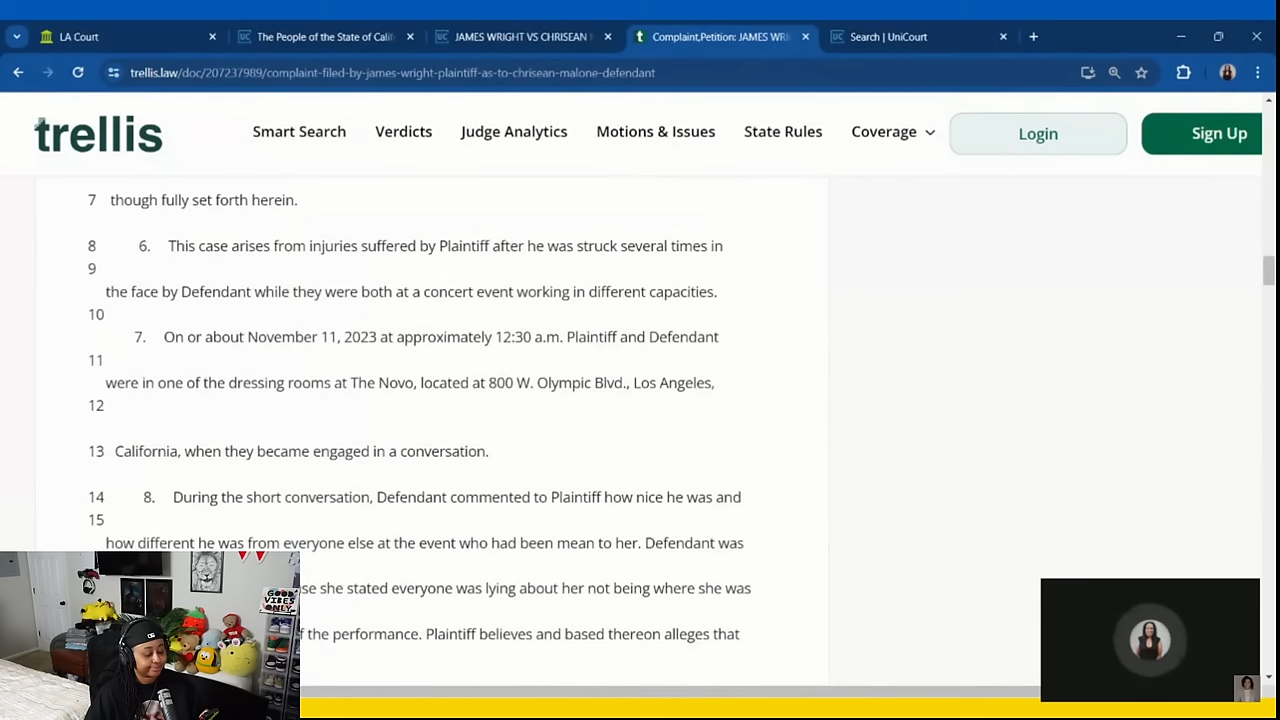 LA Court
The People of the State of Cali
JAMES WRIGHT VS CHRISEAN
Complaint,Petition: JAMES WRI
Search | UniCourt
trellis.law/doc/207237989/complaint-filed-by-james-wright-plaintiff-as-to-chrisean-malone-defendant
trellis
Smart Search
Verdicts
Judge Analytics
Motions & Issues
State Rules
Coverage
Login
Sign Up
7 though fully set forth herein.
8 6. This case arises from injuries suffered by Plaintiff after he was struck several times in
9
the face by Defendant while they were both at a concert event working in different capacities.
10
7. On or about November 11, 2023 at approximately 12:30 a.m. Plaintiff and Defendant
11
were in one of the dressing rooms at The Novo, located at 800 W. Olympic Blvd., Los Angeles,
12
13 California, when they became engaged in a conversation.
14 8. During the short conversation, Defendant commented to Plaintiff how nice he was and
15
how different he was from everyone else at the event who had been mean to her. Defendant was
se she stated everyone was lying about her not being where she was
f the performance. Plaintiff believes and based thereon alleges that
GOOD
VIBES
ONLY